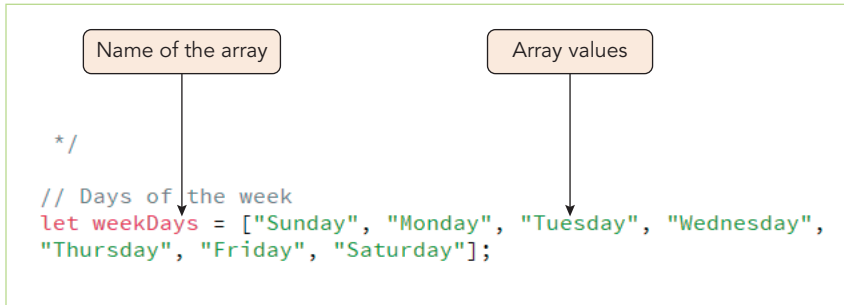 Name of the array
Array values
*/
// Days of the week
let weekDays = ["Sunday", "Monday", "Tuesday", "Wednesday",
"Thursday", "Friday", "Saturday"];